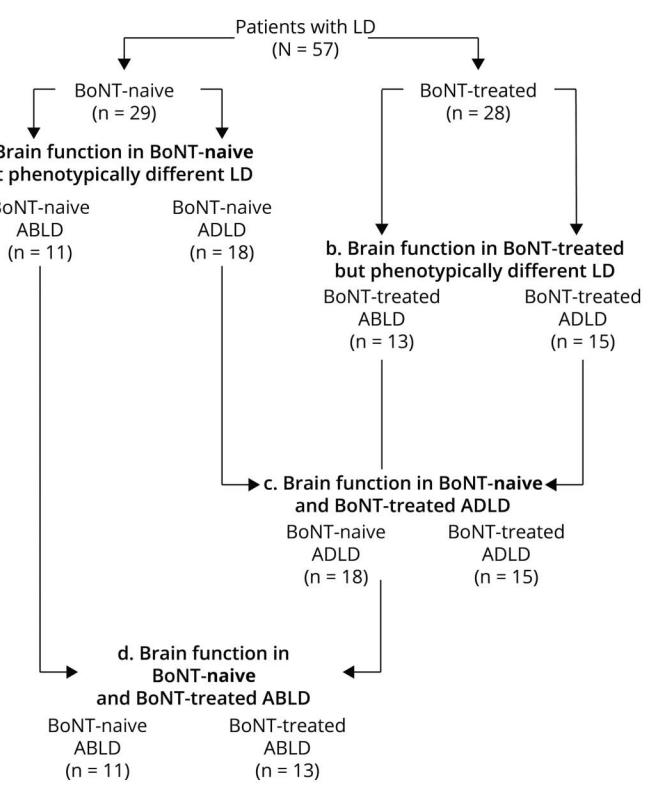 Patients with LD
(N = 57)
BoNT-naive
(n = 29)
BoNT-treated
(n = 28)
Brain function in BoNT-naive
phenotypically different LD
BoNT-naive
ABLD
(n = 11)
BoNT-naive
ADLD
(n = 18)
b. Brain function in BoNT-treated
but phenotypically different LD
BoNT-treated
ABLD
(n = 13)
BoNT-treated
ADLD
(n = 15)
c. Brain function in BoNT-naive
and BoNT-treated ADLD
BoNT-naive
ADLD
(n = 18)
BoNT-treated
ADLD
(n = 15)
d. Brain function in
BoNT-naive
and BoNT-treated ABLD
BoNT-naive
ABLD
(n = 11)
BoNT-treated
ABLD
(n = 13)